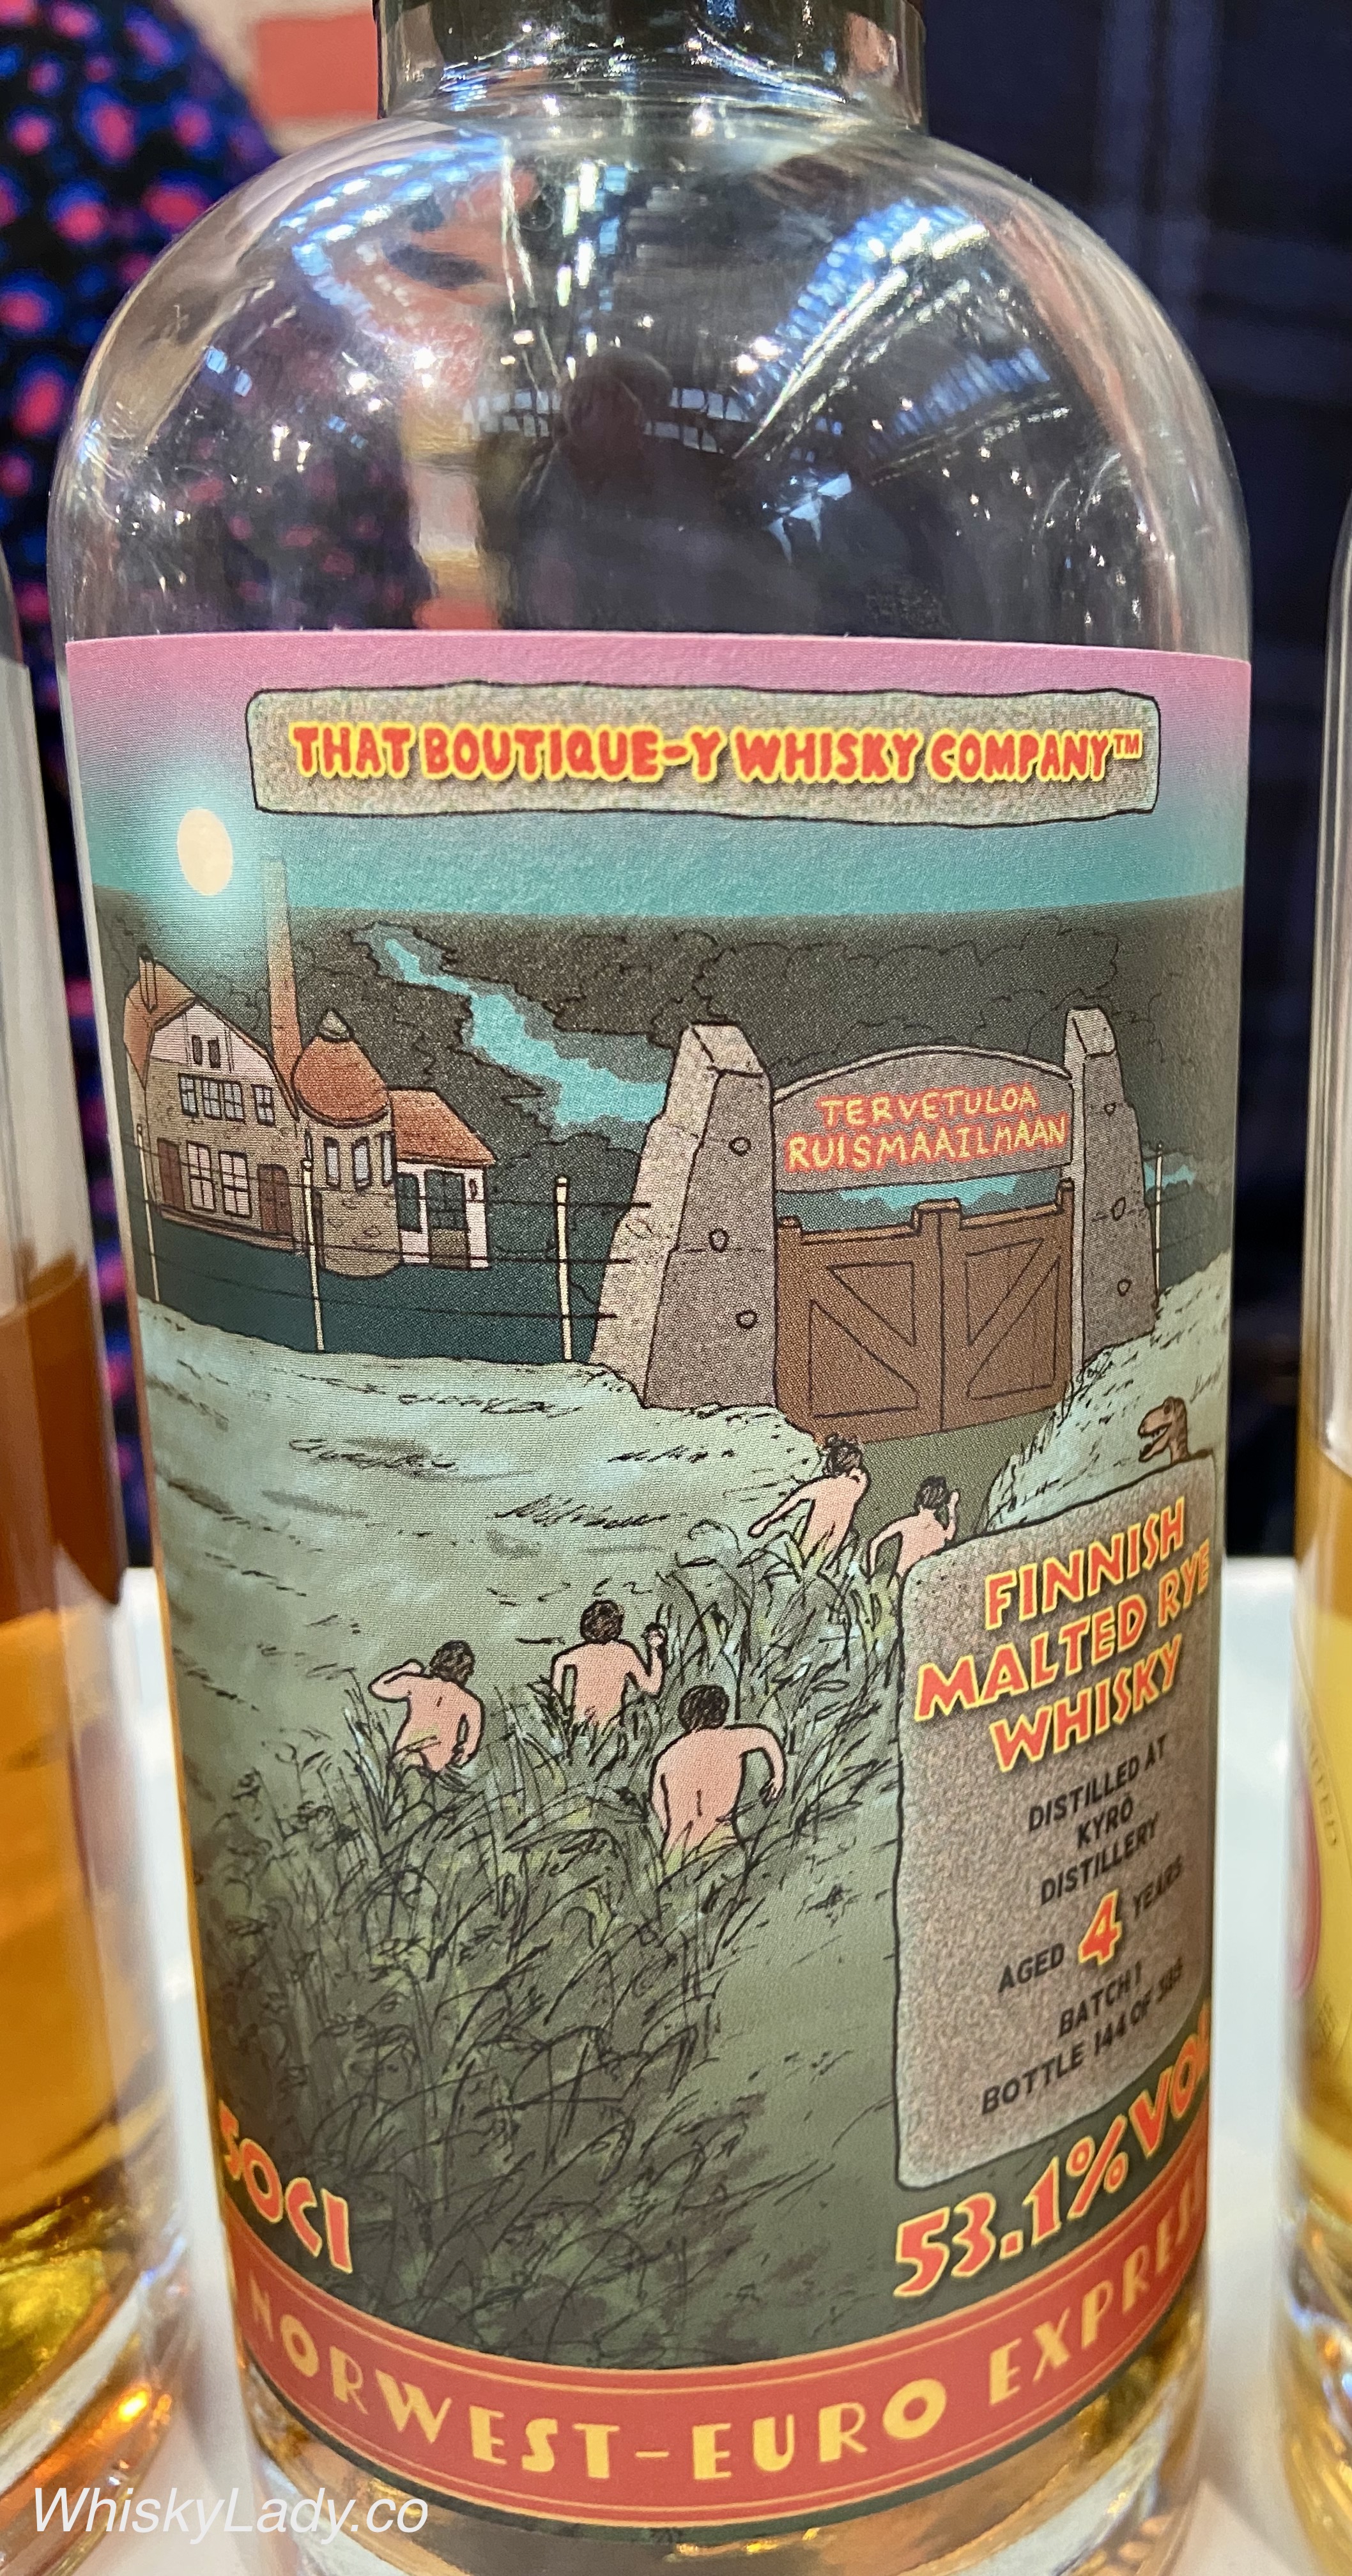 THAT BOUTIQUE-Y WHISKY COMPANY™
TERVETULOA
RUISMAAILMAAN
FINNISH
MALTED RYE
WHISKY
DISTILLED AT
KYRÖ
DISTILLERY
AGED 4 YEARS
BATCH 1
BOTTLE 144 OF
50Cl
53.1% VOL
NORWEST-EURO EXPRESS
WhiskyLady.co